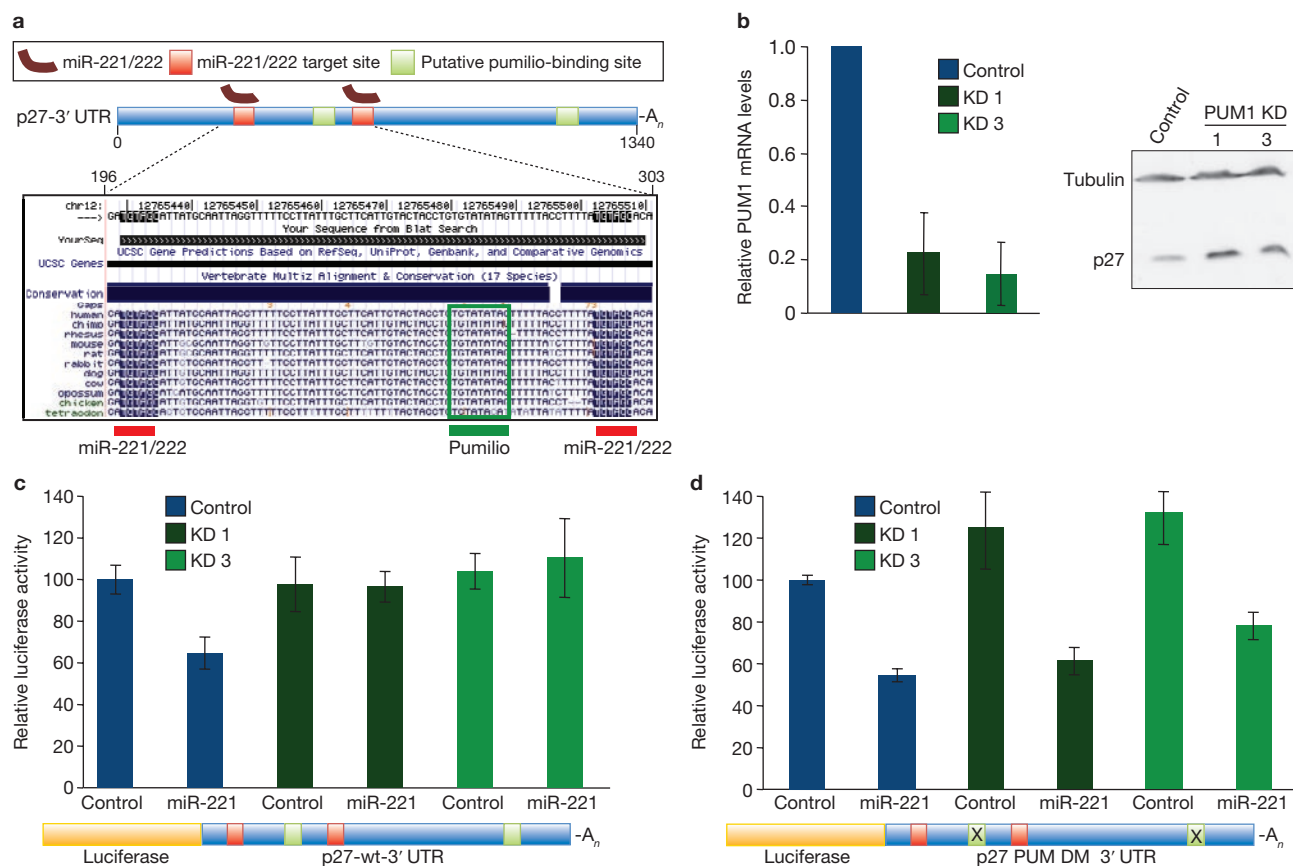 a
miR-221/222 miR-221/222 target site Putative pumilio-binding site
p27-3′ UTR -An
0 1340
196 303
chr12: 12765440| 12765450| 12765460| 12765470| 12765480| 12765490| 12765500| 12765510|
--->
Your Sequence from Blat Search
YourSeq
UCSC Gene Predictions Based on RefSeq, UniProt, Genbank, and Comparative Genomics
UCSC Genes
Vertebrate Multiz Alignment & Conservation (17 Species)
Conservation
Gaps
human
chimp
rhesus
mouse
rat
rabbit
dog
cow
opossum
chicken
tetraodon
miR-221/222 Pumilio miR-221/222
b
Relative PUM1 mRNA levels
1.0
0.8
0.6
0.4
0.2
0
Control
KD 1
KD 3
Control PUM1 KD
1 3
Tubulin
p27
c
Relative luciferase activity
140
120
100
80
60
40
20
0
Control
KD 1
KD 3
Control miR-221 Control miR-221 Control miR-221
-An
Luciferase p27-wt-3′ UTR
d
Relative luciferase activity
140
120
100
80
60
40
20
0
Control
KD 1
KD 3
Control miR-221 Control miR-221 Control miR-221
X X -An
Luciferase p27 PUM DM 3′ UTR